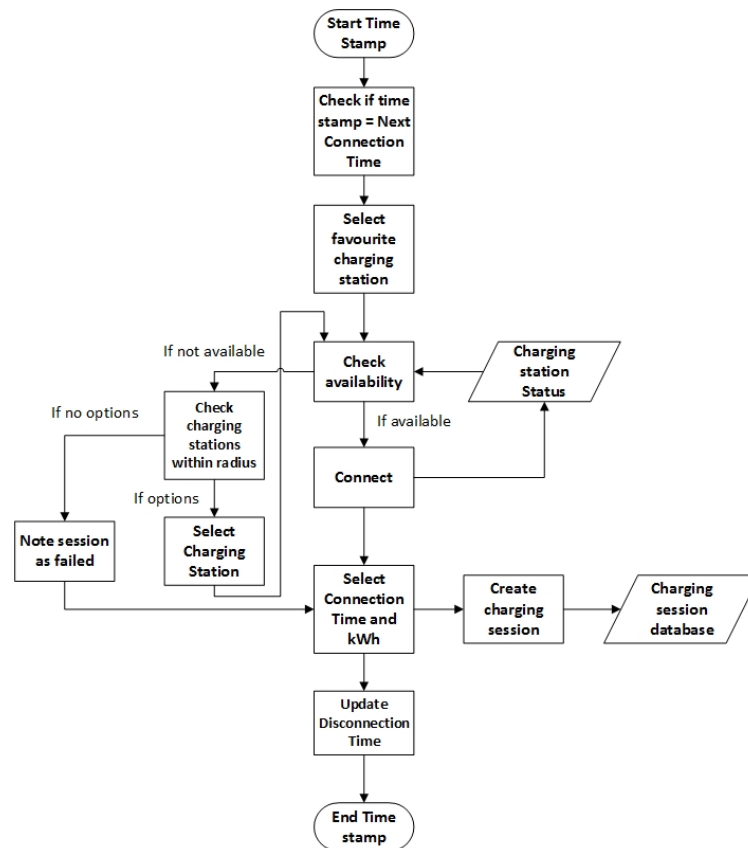 Start Time
Stamp
Check if time
stamp = Next
Connection
Time
Select
favourite
charging
station
If not available
Check
availability
Charging
station
Status
If no options
Check
charging
stations
within radius
If available
Connect
If options
Note session
as failed
Select
Charging
Station
Select
Connection
Time and
kWh
Create
charging
session
Charging
session
database
Update
Disconnection
Time
End Time
stamp